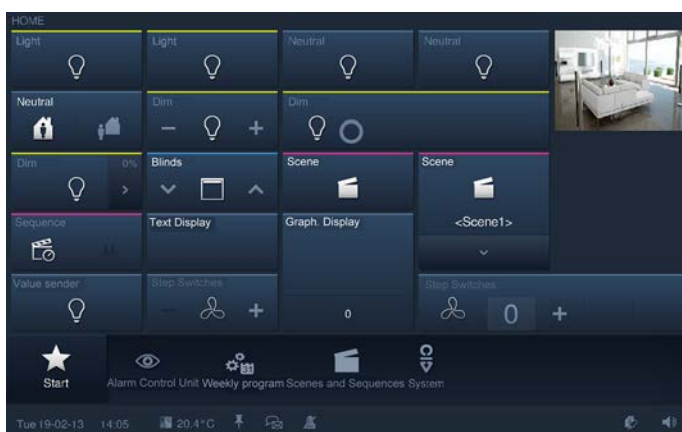 HOME
Light Light Neutral Neutral
Neutral Dim Dim
Dim 0% Blinds Scene Scene
<Scene1>
Sequence Text Display Graph. Display
Value sender Step Switches 0 Step Switches
0
Start Alarm Control Unit Weekly program Scenes and Sequences System
Tue 19-02-13 14:05 20.4°C